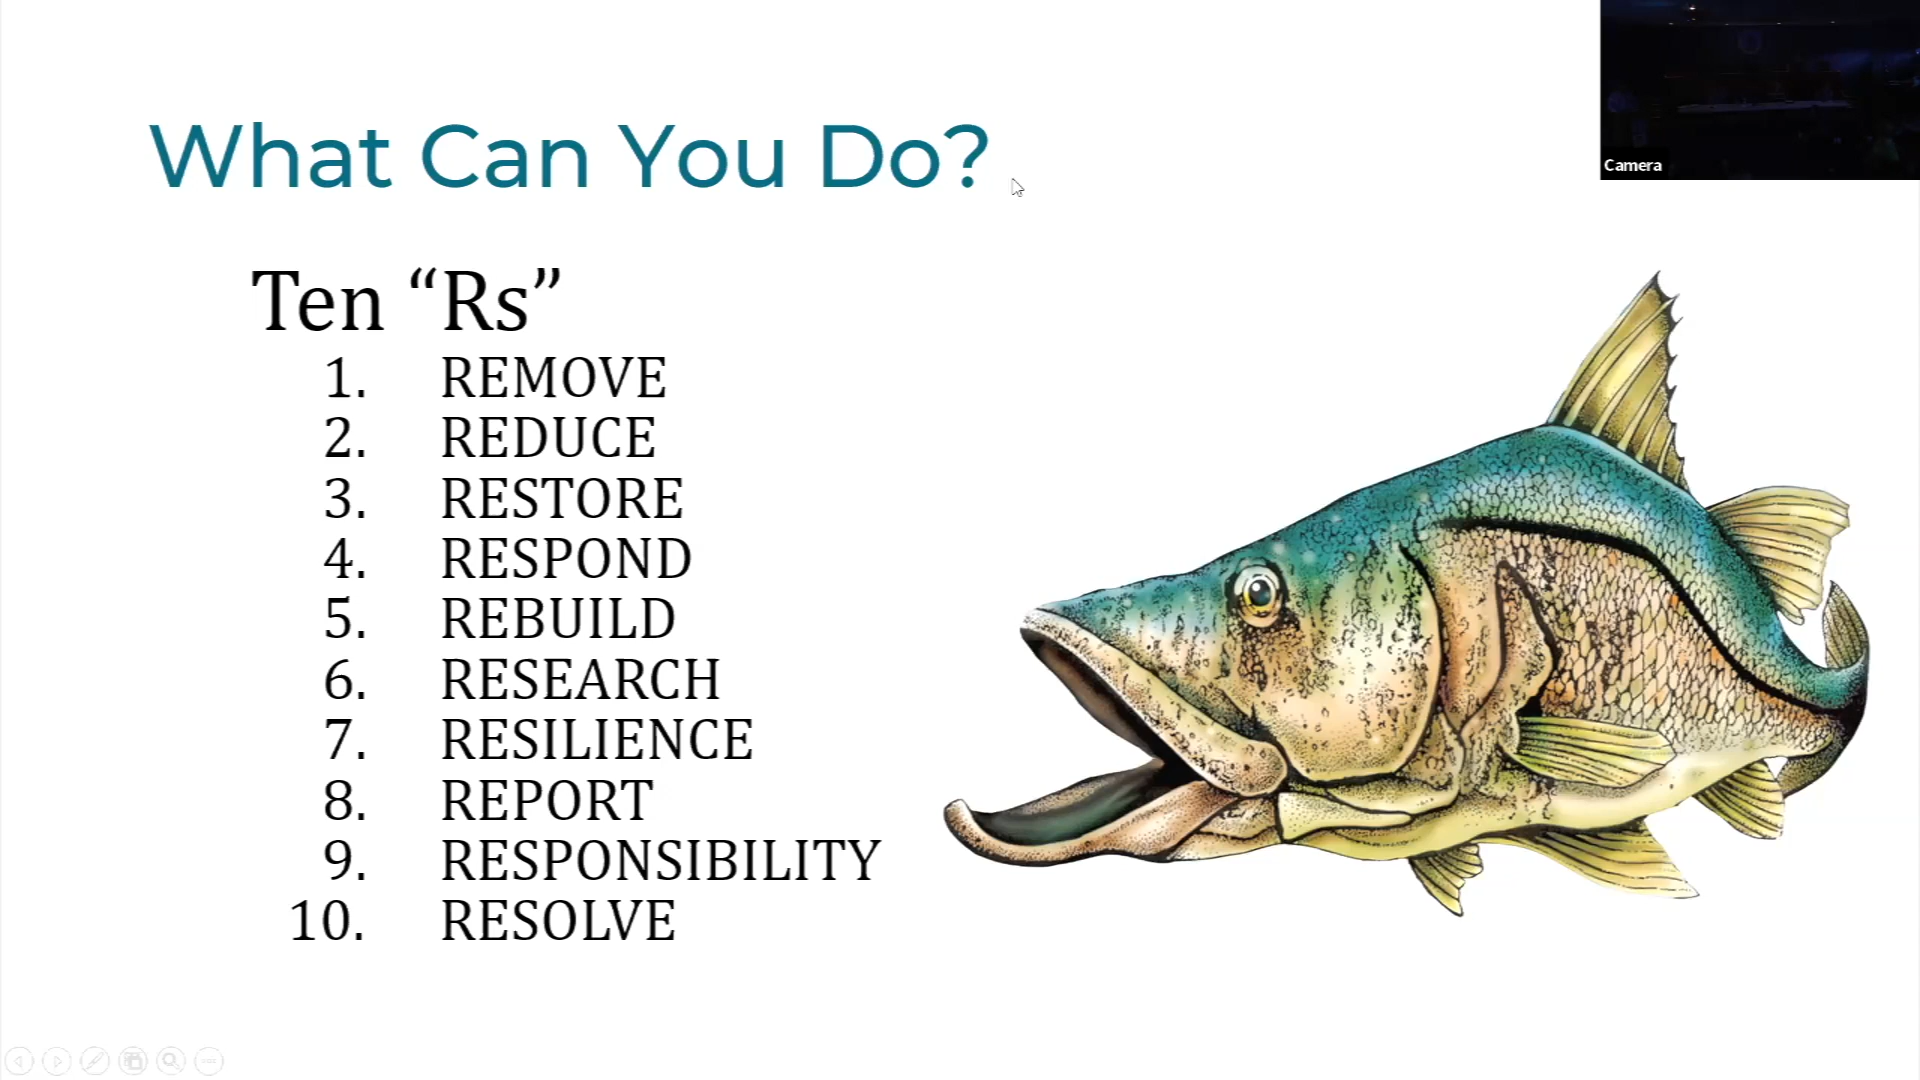 What Can You Do?
Camera
Ten “Rs”
1. REMOVE
2. REDUCE
3. RESTORE
4. RESPOND
5. REBUILD
6. RESEARCH
7. RESILIENCE
8. REPORT
9. RESPONSIBILITY
10. RESOLVE